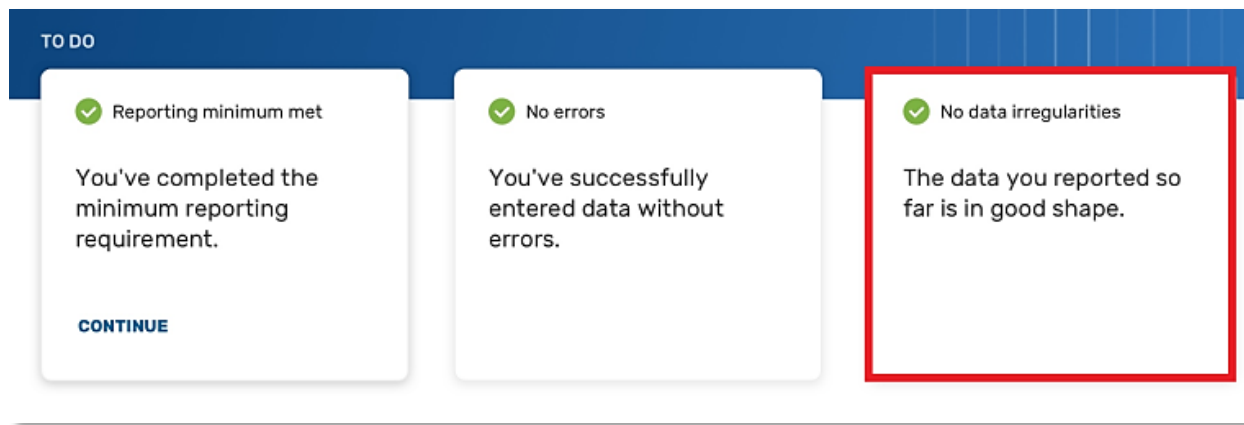 TO DO
Reporting minimum met
You've completed the
minimum reporting
requirement.
CONTINUE
No errors
You've successfully
entered data without
errors.
No data irregularities
The data you reported so
far is in good shape.